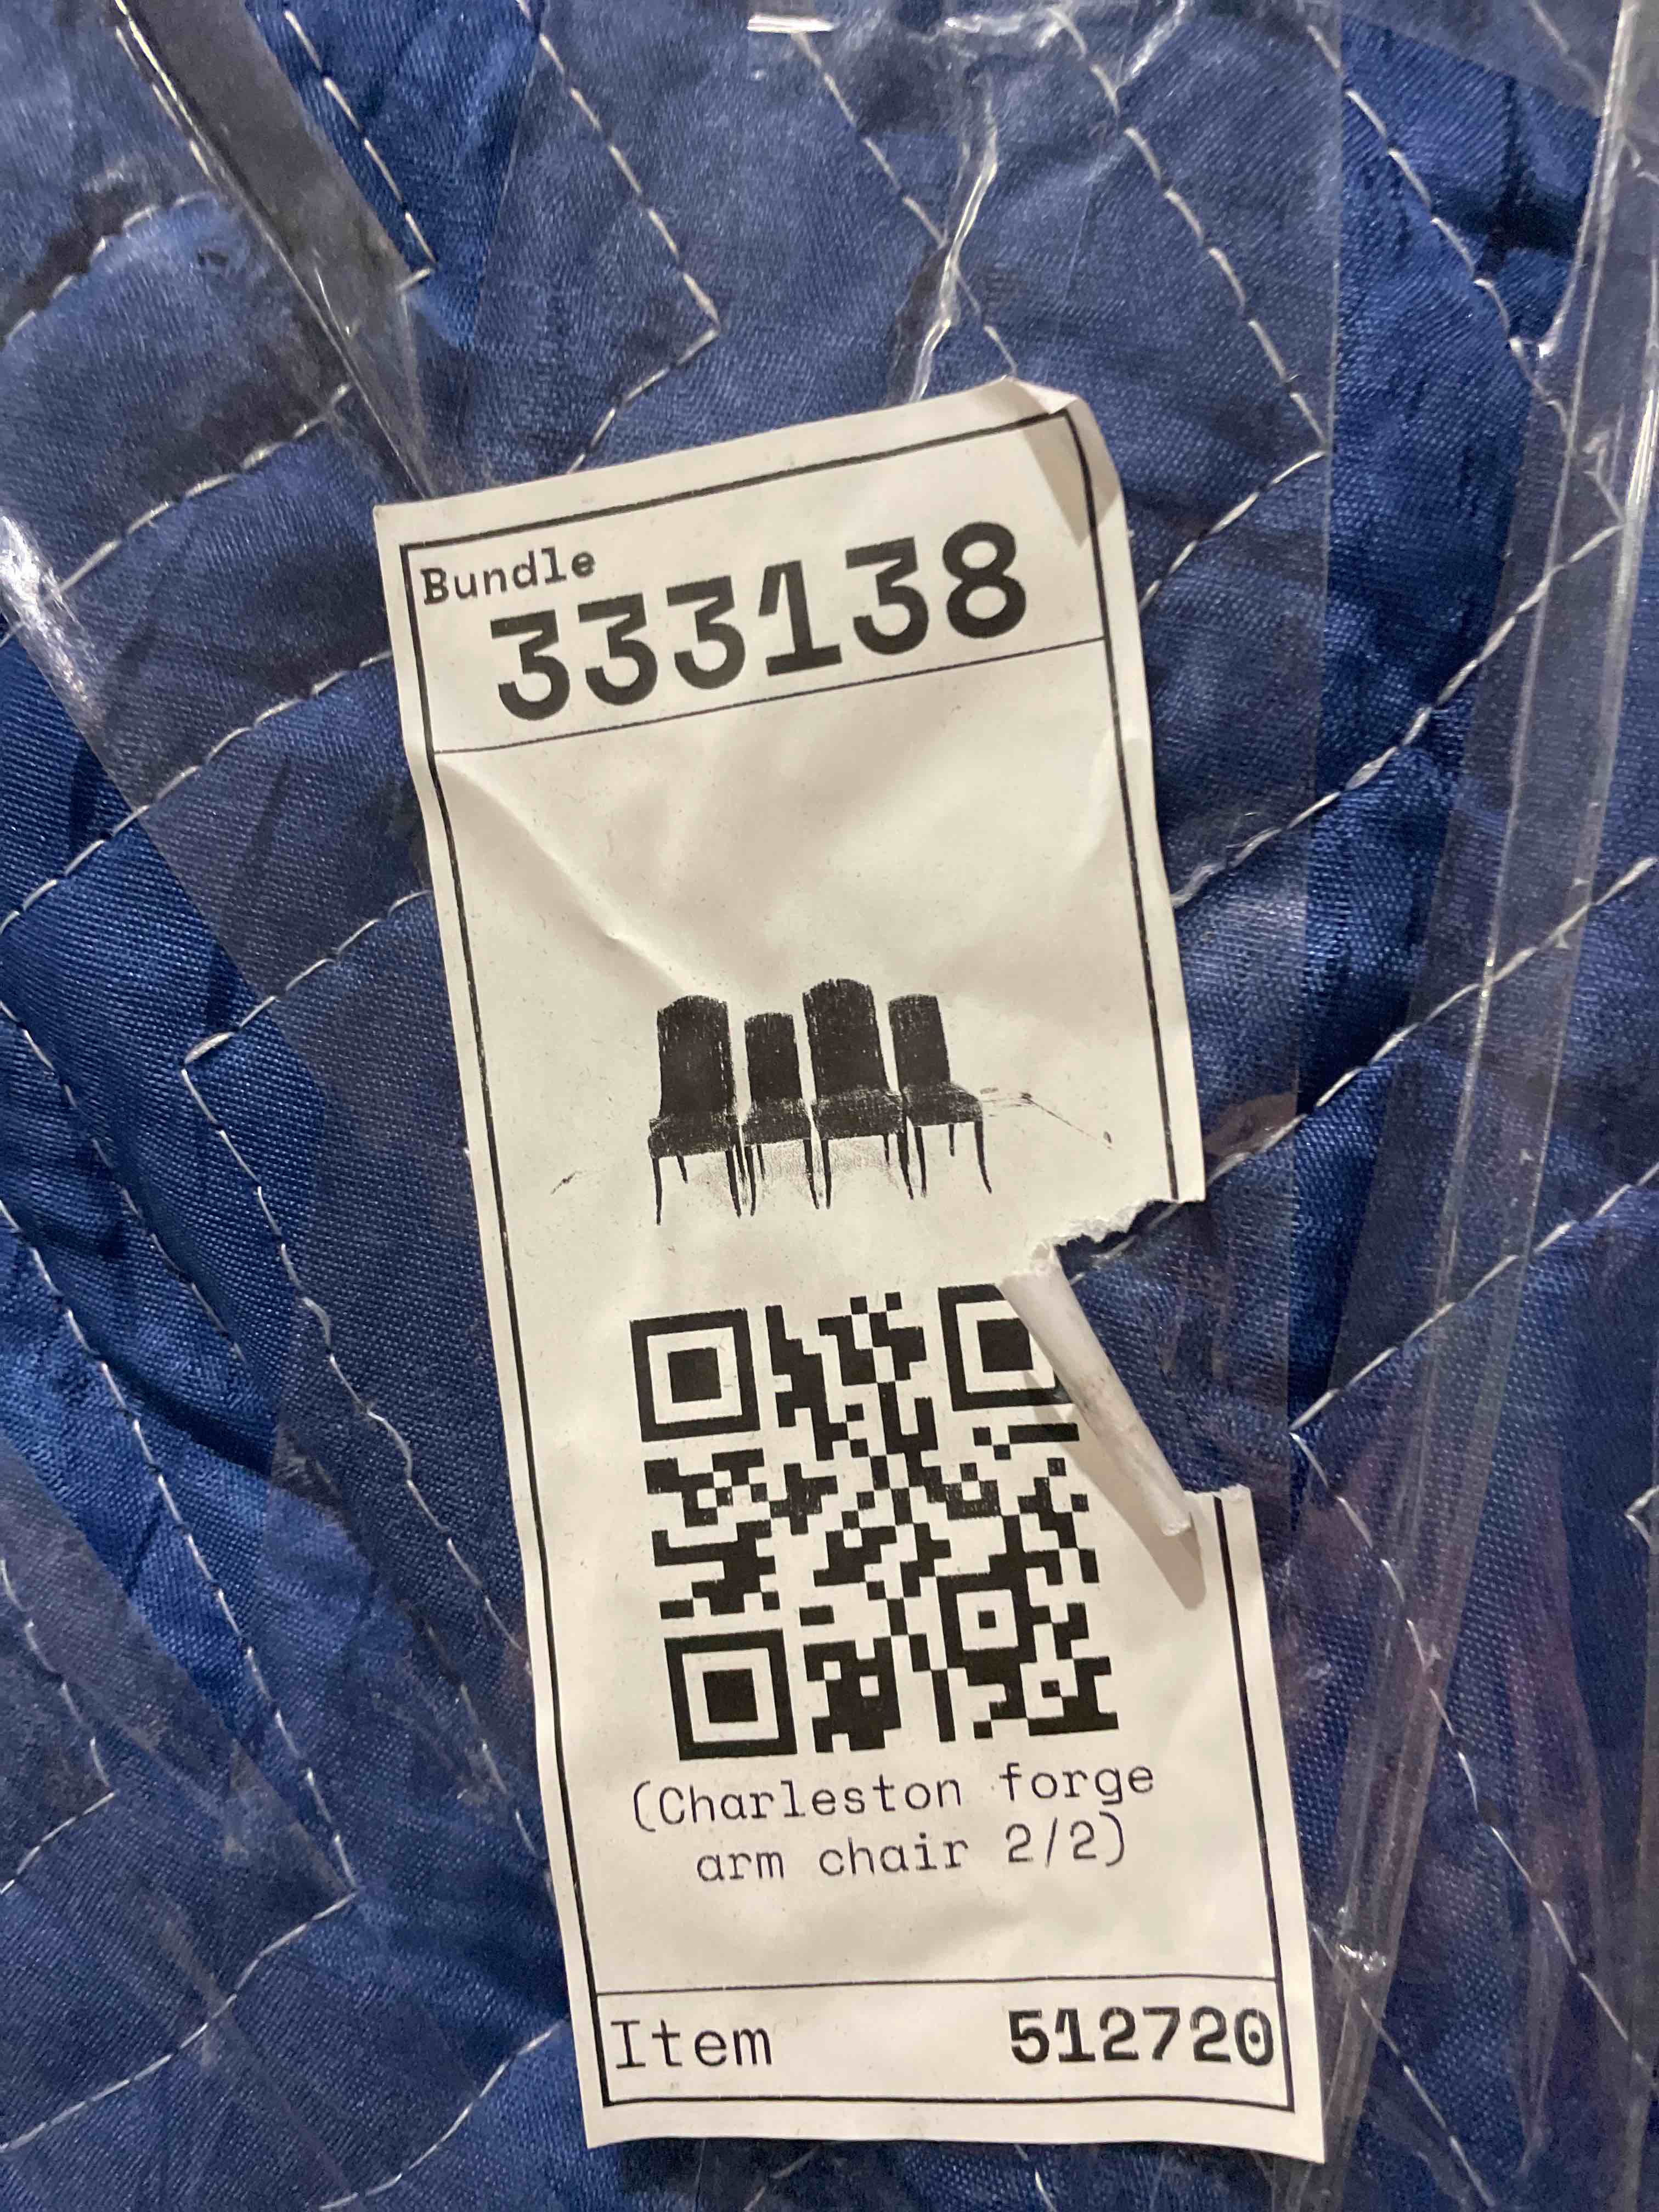 Bundle
333138
(Charleston forge
arm chair 2/2)
Item 512720